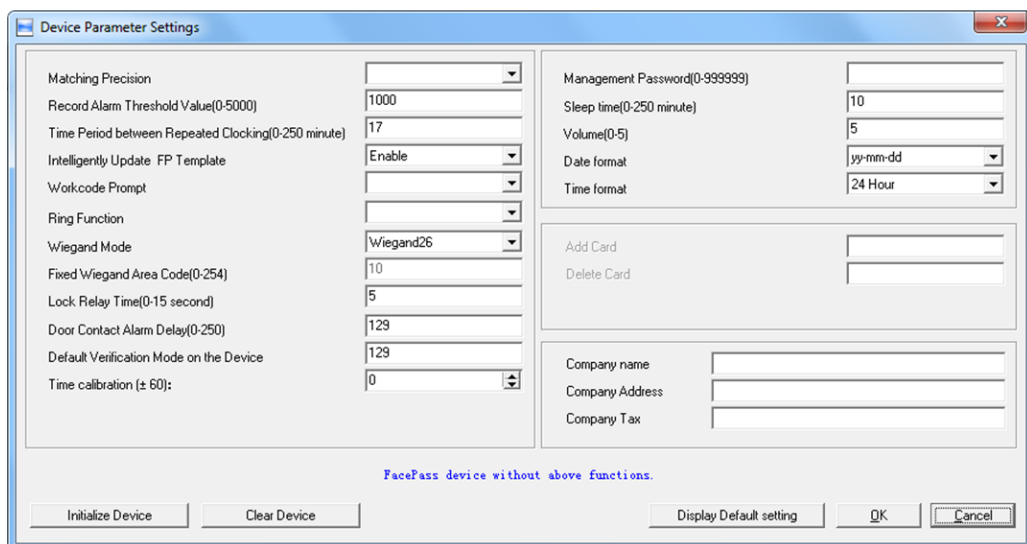 Device Parameter Settings
Matching Precision
Record Alarm Threshold Value(0-5000) 1000
Time Period between Repeated Clocking(0-250 minute) 17
Intelligently Update FP Template Enable
Workcode Prompt
Ring Function
Wiegand Mode Wiegand26
Fixed Wiegand Area Code(0-254) 10
Lock Relay Time(0-15 second) 5
Door Contact Alarm Delay(0-250) 129
Default Verification Mode on the Device 129
Time calibration (± 60): 0
Management Password(0-999999)
Sleep time(0-250 minute) 10
Volume(0-5) 5
Date format yy-mm-dd
Time format 24 Hour
Add Card
Delete Card
Company name
Company Address
Company Tax
FacePass device without above functions.
Initialize Device Clear Device Display Default setting OK Cancel